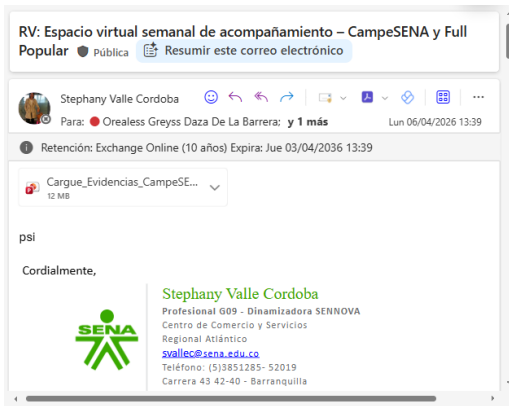 RV: Espacio virtual semanal de acompañamiento – CampeSENA y Full
Popular Pública Resumir este correo electrónico
Stephany Valle Cordoba
Para: Orealess Greyss Daza De La Barrera; y 1 más Lun 06/04/2026 13:39
Retención: Exchange Online (10 años) Expira: Jue 03/04/2036 13:39
Cargue_Evidencias_CampeSE...
12 MB
psi
Cordialmente,
SENA
Stephany Valle Cordoba
Profesional G09 - Dinamizadora SENNOVA
Centro de Comercio y Servicios
Regional Atlántico
svallec@sena.edu.co
Teléfono: (5)3851285- 52019
Carrera 43 42-40 - Barranquilla